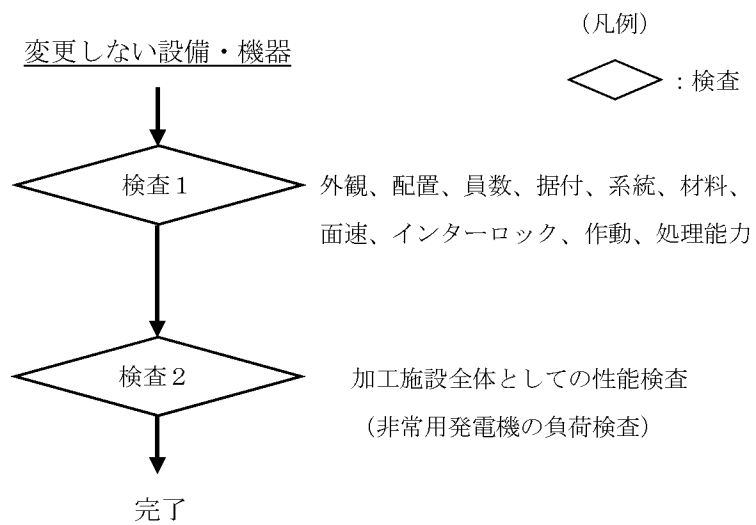 （凡例）
変更しない設備・機器
：検査
検査１
外観、配置、員数、据付、系統、材料、
面速、インターロック、作動、処理能力
検査２
加工施設全体としての性能検査
（非常用発電機の負荷検査）
完了